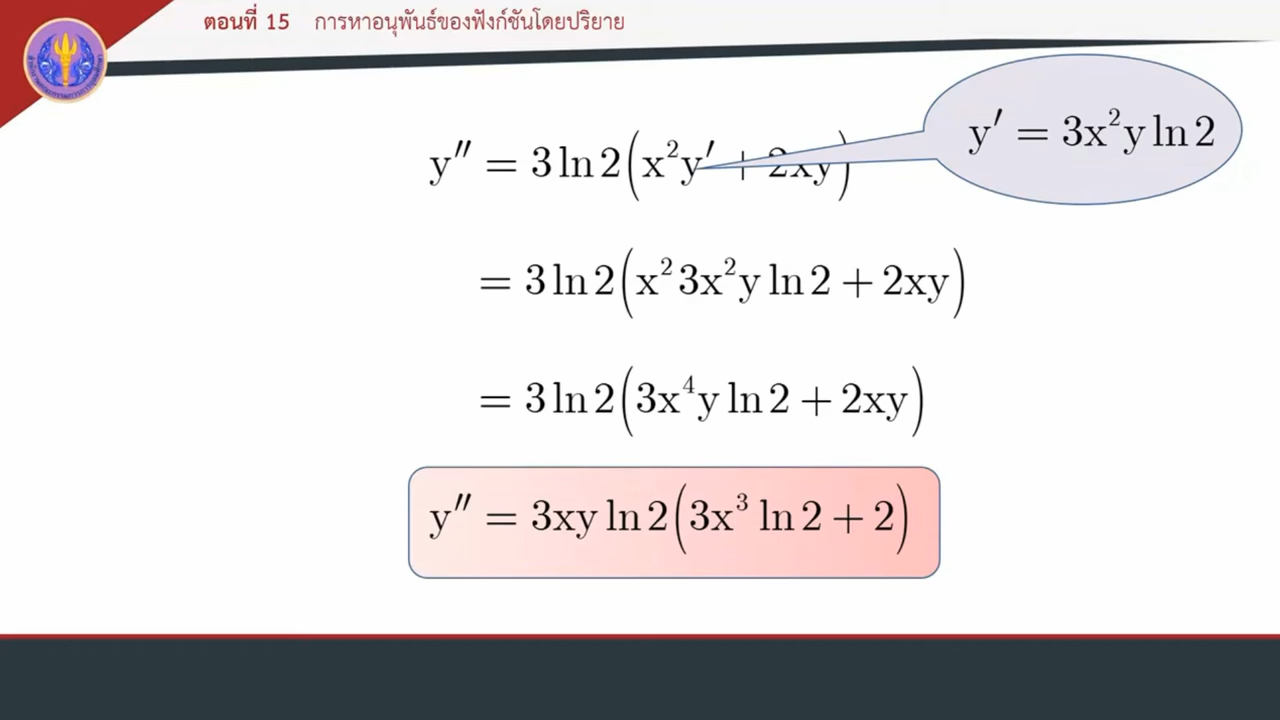 ตอนที่ 15 การหาอนุพันธ์ของฟังก์ชันโดยปริยาย
y′ = 3x²y ln 2
y″ = 3 ln 2(x²y′ + 2xy)
= 3 ln 2(x²3x²y ln 2 + 2xy)
= 3 ln 2(3x⁴y ln 2 + 2xy)
y″ = 3xy ln 2(3x³ ln 2 + 2)